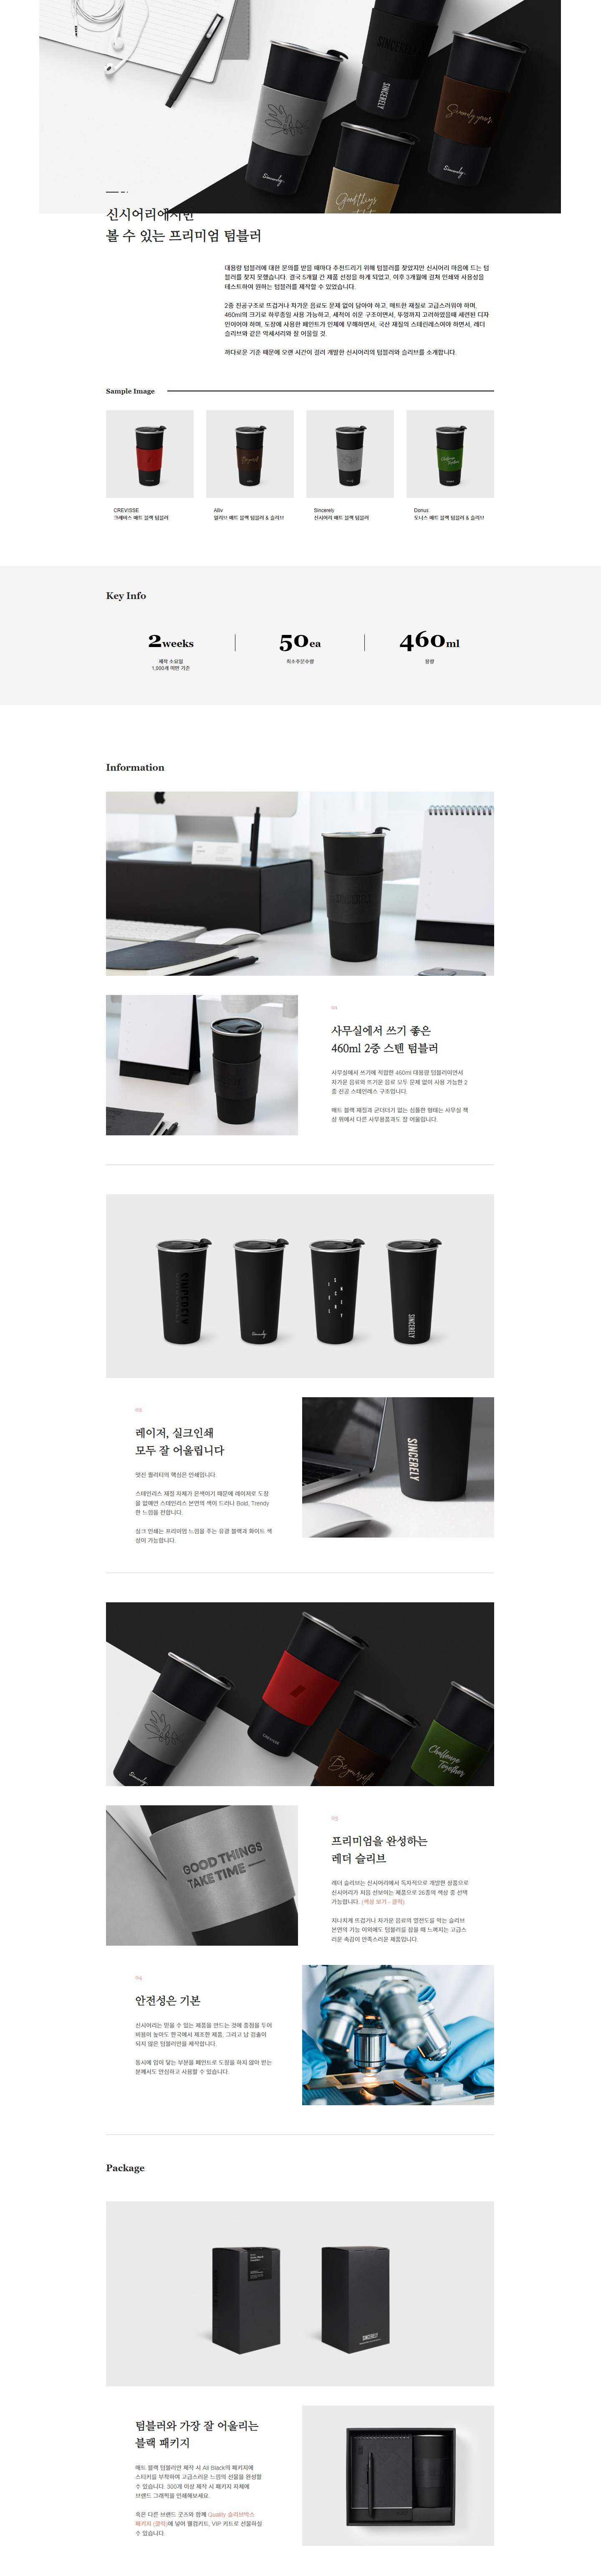 SINCERELY
SINCERELY
Sincerely yours
Sincerely.
Sincerely.
Good things
신시어리에서만
볼 수 있는 프리미엄 텀블러
대용량 텀블러에 대한 문의를 받을 때마다 추천드리기 위해 텀블러를 찾았지만 신시어리 마음에 드는 텀
블러를 찾지 못했습니다. 결국 5개월 간 제품 선정을 하게 되었고, 이후 3개월에 걸쳐 인쇄와 사용성을
테스트하여 원하는 텀블러를 제작할 수 있었습니다.
2중 진공구조로 뜨겁거나 차가운 음료도 문제 없이 담아야 하고, 매트한 재질로 고급스러워야 하며,
460ml의 크기로 하루종일 사용 가능하고, 세척이 쉬운 구조이면서, 뚜껑까지 고려하였을때 세련된 디자
인이어야 하며, 도장에 사용한 페인트가 인체에 무해하면서, 국산 재질의 스테인레스여야 하면서, 레더
슬리브와 같은 악세서리와 잘 어울릴 것.
까다로운 기준 때문에 오랜 시간이 걸려 개발한 신시어리의 텀블러와 슬리브를 소개합니다.
Sample Image
CREVISSE
크레비스 매트 블랙 텀블러
Alliv
얼리브 매트 블랙 텀블러 & 슬리브
Sincerely
신시어리 매트 블랙 텀블러
Donus
도너스 매트 블랙 텀블러 & 슬리브
Key Info
2weeks
제작 소요일
1,000개 미만 기준
50ea
최소주문수량
460ml
용량
Information
SINCERELY
사무실에서 쓰기 좋은
460ml 2중 스텐 텀블러
사무실에서 쓰기에 적합한 460ml 대용량 텀블러이면서
차가운 음료와 뜨거운 음료 모두 문제 없이 사용 가능한 2
중 진공 스테인레스 구조입니다.
매트 블랙 재질과 군더더기 없는 심플한 형태는 사무실 책
상 위에서 다른 사무용품과도 잘 어울립니다.
SINCERELY
Sincerely
SINCERELY
SINCERELY
레이저, 실크인쇄
모두 잘 어울립니다
멋진 퀄리티의 핵심은 인쇄입니다.
스테인리스 재질 자체가 은색이기 때문에 레이저로 도장
을 없애면 스테인리스 본연의 색이 드러나 Bold, Trendy
한 느낌을 전합니다.
실크 인쇄는 프리미엄 느낌을 주는 유광 블랙과 화이트 색
상이 가능합니다.
SINCERELY
Sincerely.
CREVISSE
Be yourself
Challenge
Together
GOOD THINGS
TAKE TIME
프리미엄을 완성하는
레더 슬리브
레더 슬리브는 신시어리에서 독자적으로 개발한 상품으로
신시어리가 처음 선보이는 제품으로 26종의 색상 중 선택
가능합니다. (색상 보기 - 클릭)
지나치게 뜨겁거나 차가운 음료의 열전도를 막는 슬리브
본연의 기능 이외에도 텀블러를 잡을 때 느껴지는 고급스
러운 촉감이 만족스러운 제품입니다.
안전성은 기본
신시어리는 믿을 수 있는 제품을 만드는 것에 중점을 두어
비용이 높아도 한국에서 제조한 제품, 그리고 납 검출이
되지 않은 텀블러만을 제작합니다.
동시에 입이 닿는 부분을 페인트로 도장을 하지 않아 받는
분께서도 안심하고 사용할 수 있습니다.
Package
SINCERELY
텀블러와 가장 잘 어울리는
블랙 패키지
매트 블랙 텀블러만 제작 시 All Black의 패키지에
스티커를 부착하여 고급스러운 느낌의 선물을 완성할
수 있습니다. 300개 이상 제작 시 패키지 자체에
브랜드 그래픽을 인쇄해보세요.
혹은 다른 브랜드 굿즈와 함께 Quality 슬리브박스
패키지 (클릭)에 넣어 웰컴키트, VIP 키트로 선물하실
수 있습니다.